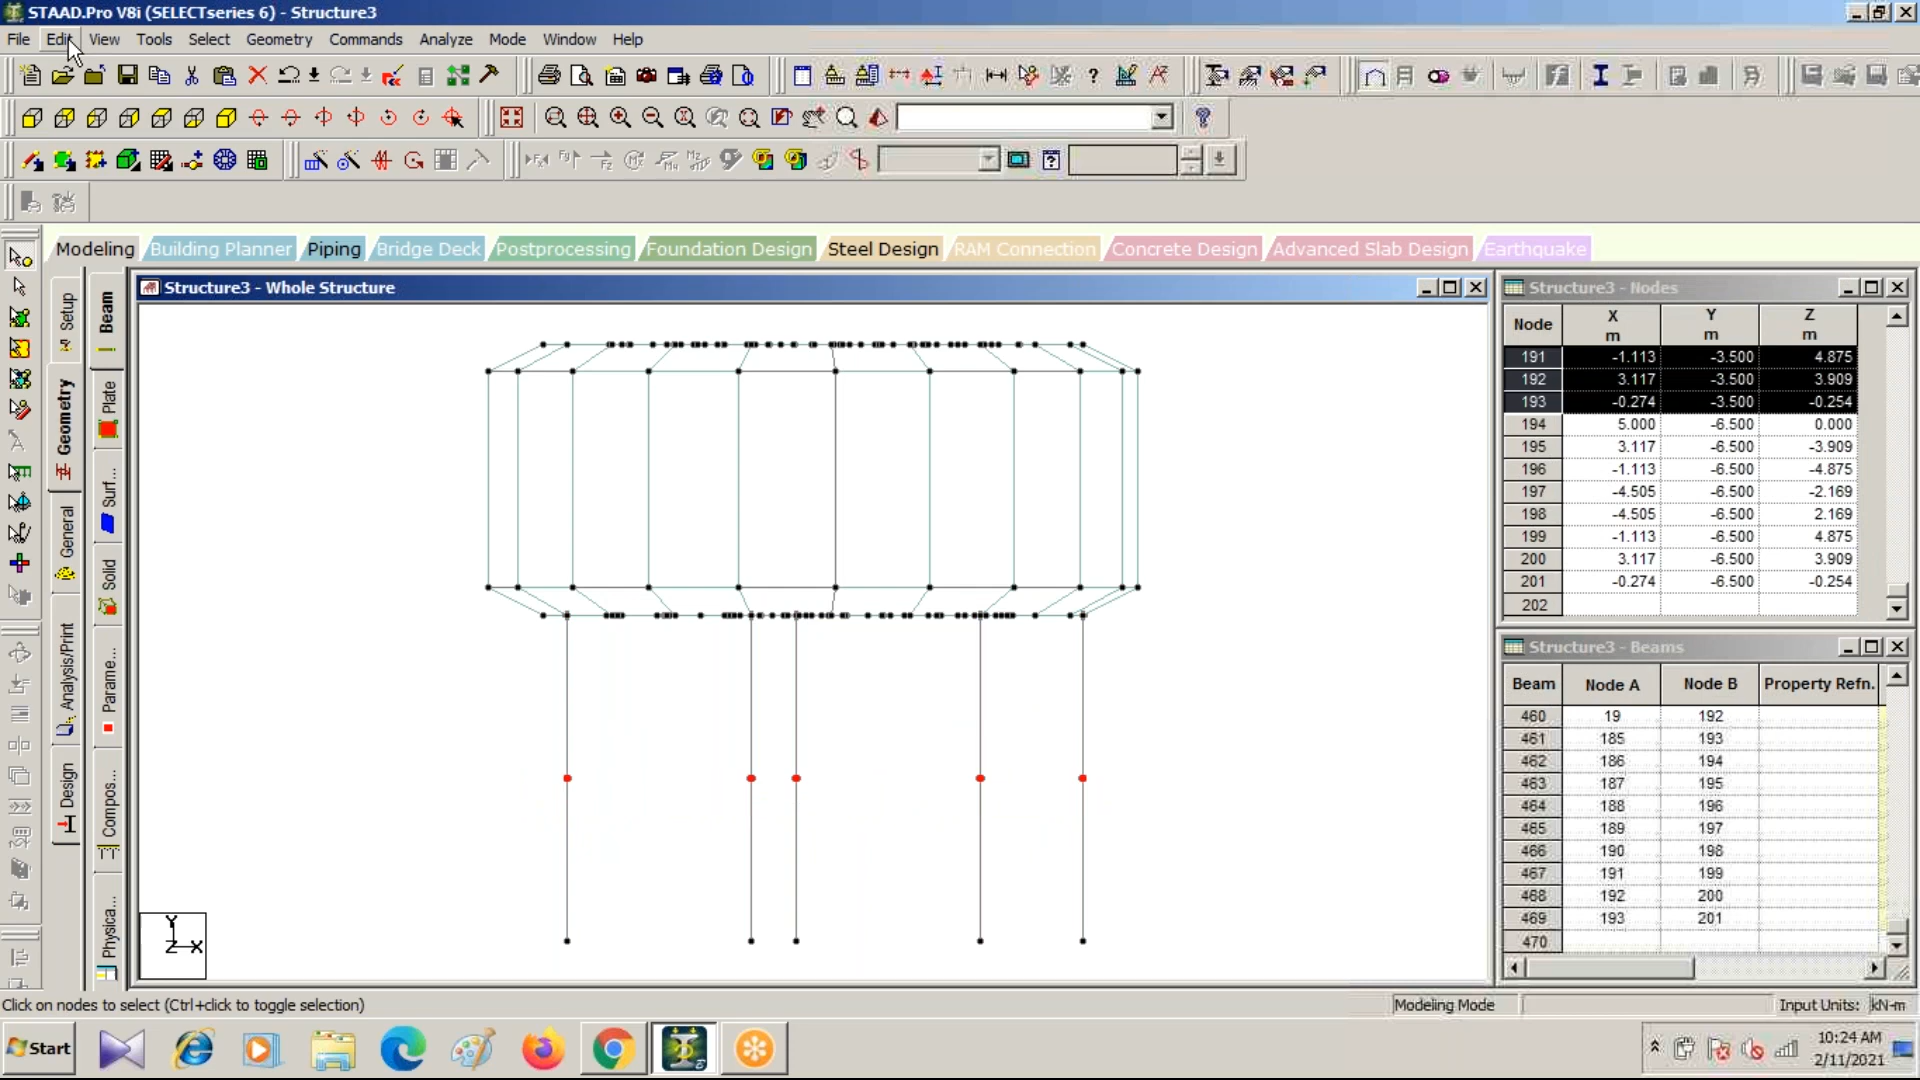 STAAD.Pro V8i (SELECTseries 6) - Structure3
File Edit View Tools Select Geometry Commands Analyze Mode Window Help
Modeling Building Planner Piping Bridge Deck Postprocessing Foundation Design Steel Design RAM Connection Concrete Design Advanced Slab Design Earthquake
Setup
Geometry
General
Analysis/Print
Design
Beam
Plate
Surf...
Solid
Parame...
Compos...
Physica...
Structure3 - Whole Structure
Y
Z X
Structure3 - Nodes
Node X m Y m Z m
191 -1.113 -3.500 4.875
192 3.117 -3.500 3.909
193 -0.274 -3.500 -0.254
194 5.000 -6.500 0.000
195 3.117 -6.500 -3.909
196 -1.113 -6.500 -4.875
197 -4.505 -6.500 -2.169
198 -4.505 -6.500 2.169
199 -1.113 -6.500 4.875
200 3.117 -6.500 3.909
201 -0.274 -6.500 -0.254
202
Structure3 - Beams
Beam Node A Node B Property Refn.
460 19 192
461 185 193
462 186 194
463 187 195
464 188 196
465 189 197
466 190 198
467 191 199
468 192 200
469 193 201
470
Click on nodes to select (Ctrl+click to toggle selection)
Modeling Mode
Input Units: kN-m
Start
10:24 AM
2/11/2021